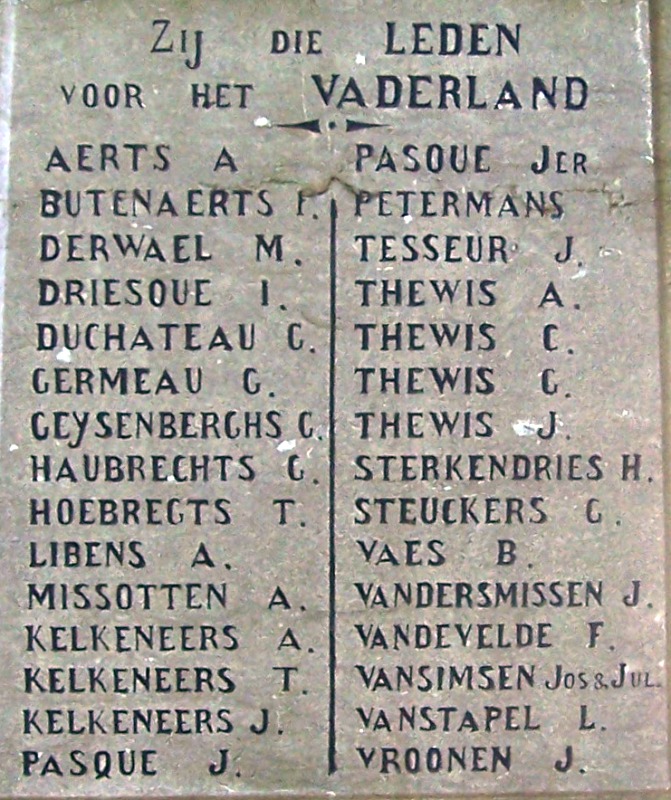 Zij die LEDEN
VOOR HET VADERLAND
AERTS A
BUTENAERTS F.
DERWAEL M.
DRIESQUE I.
DUCHATEAU G.
GERMEAU G.
GEYSENBERGHS G.
HAUBRECHTS G.
HOEBREGTS T.
LIBENS A.
MISSOTTEN A.
KELKENEERS A.
KELKENEERS T.
KELKENEERS J.
PASQUE J.
PASQUE JER
PETERMANS
TESSEUR J.
THEWIS A.
THEWIS C.
THEWIS G.
THEWIS J.
STERKENDRIES H.
STEUCKERS G.
VAES B.
VANDERSMISSEN J.
VANDEVELDE F.
VANSIMSEN Jos & Jul.
VANSTAPEL L.
VROONEN J.